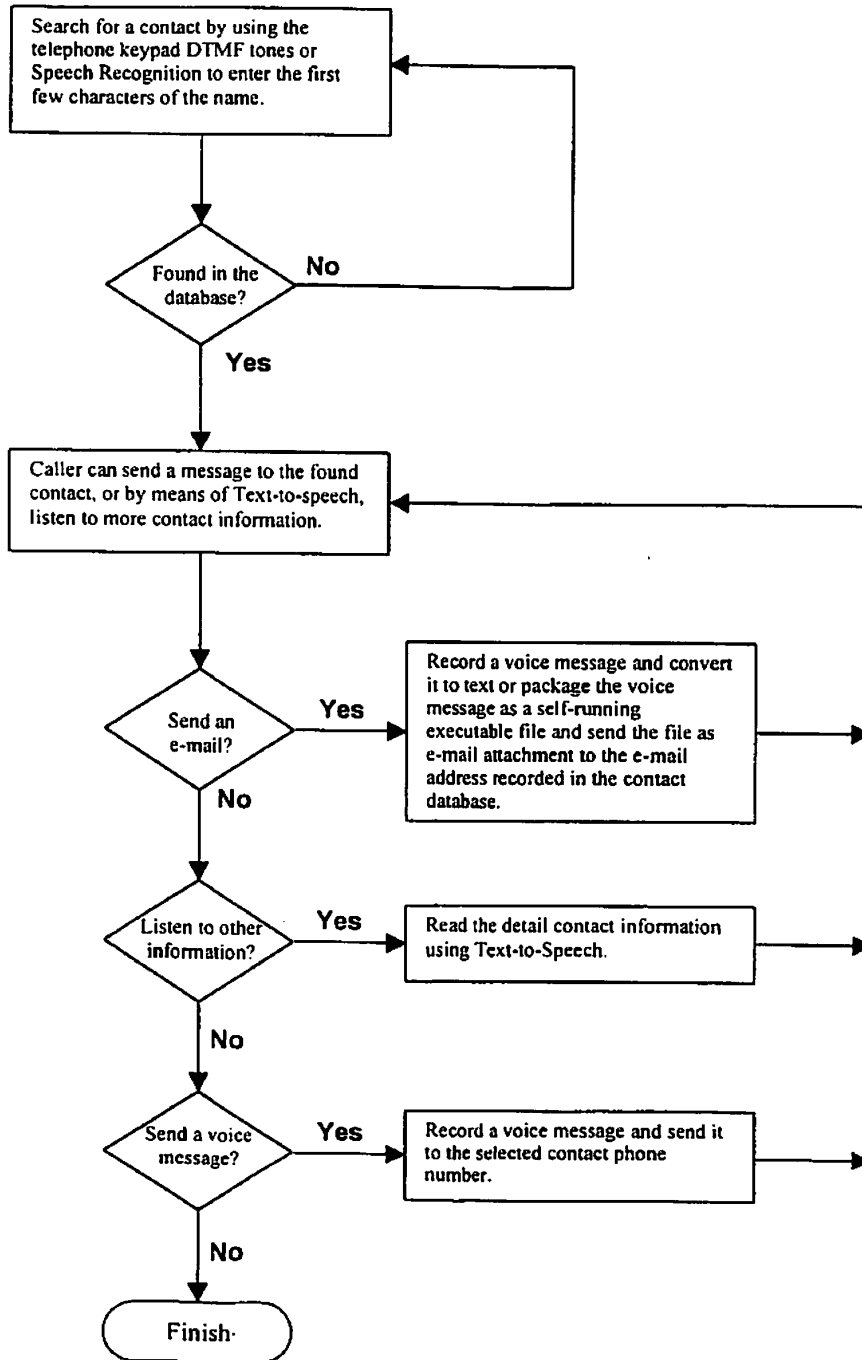 Search for a contact by using the
telephone keypad DTMF tones or
Speech Recognition to enter the first
few characters of the name.
Found in the
database?
No
Yes
Caller can send a message to the found
contact, or by means of Text-to-speech,
listen to more contact information.
Send an
e-mail?
Yes
Record a voice message and convert
it to text or package the voice
message as a self-running
executable file and send the file as
e-mail attachment to the e-mail
address recorded in the contact
database.
No
Listen to other
information?
Yes
Read the detail contact information
using Text-to-Speech.
No
Send a voice
message?
Yes
Record a voice message and send it
to the selected contact phone
number.
No
Finish